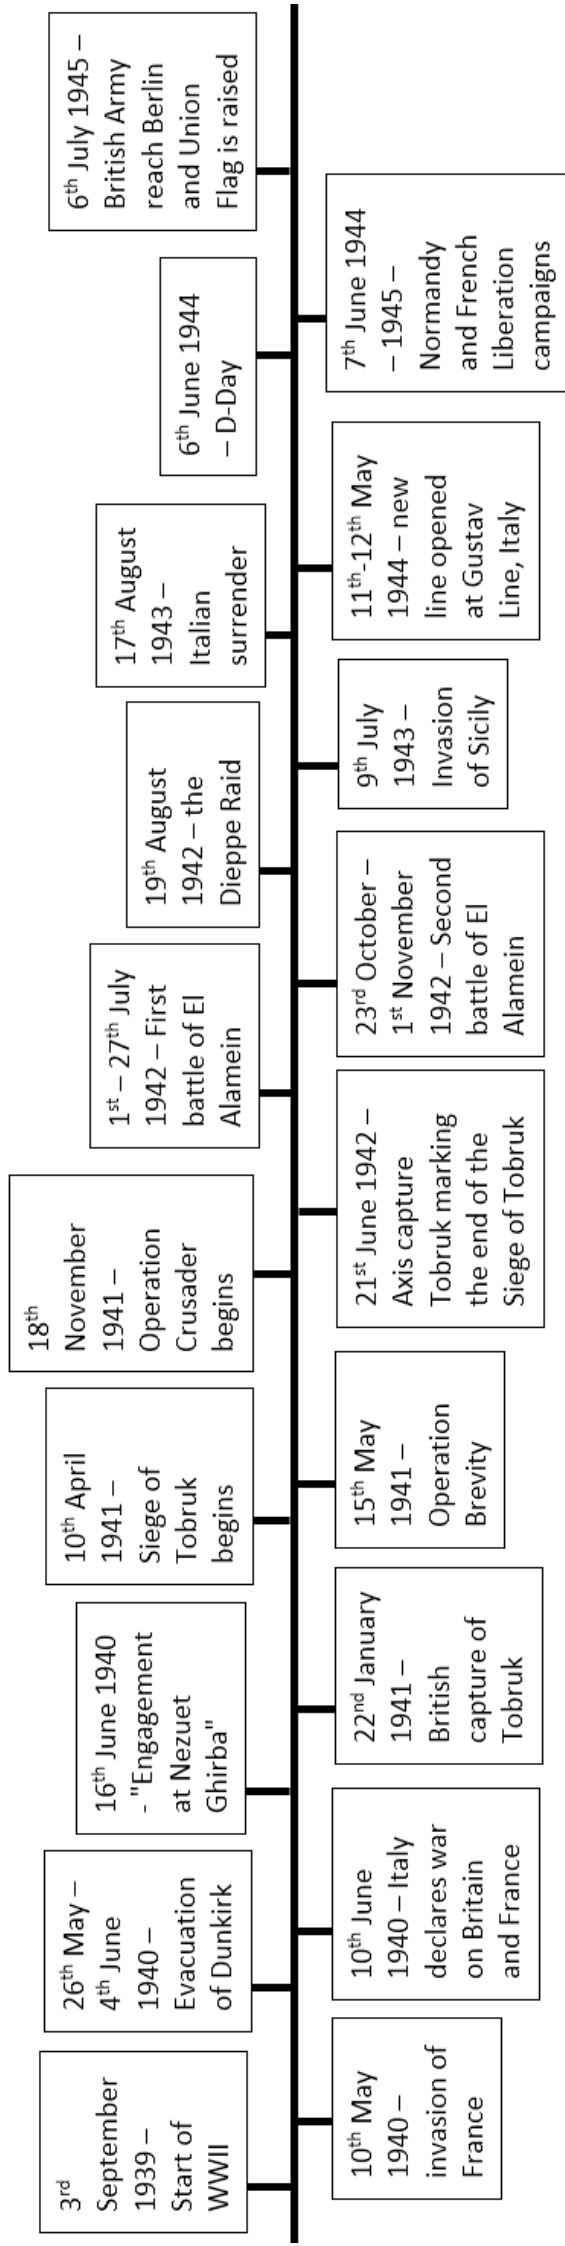 3rd
September
1939 –
Start of
WWII
10th May
1940 –
invasion of
France
26th May –
4th June
1940 –
Evacuation
of Dunkirk
10th June
1940 – Italy
declares war
on Britain
and France
16th June 1940
- "Engagement
at Nezuet
Ghirba"
22nd January
1941 –
British
capture of
Tobruk
10th April
1941 –
Siege of
Tobruk
begins
15th May
1941 –
Operation
Brevity
18th
November
1941 –
Operation
Crusader
begins
21st June 1942 –
Axis capture
Tobruk marking
the end of the
Siege of Tobruk
1st – 27th July
1942 – First
battle of El
Alamein
23rd October –
1st November
1942 – Second
battle of El
Alamein
19th August
1942 – the
Dieppe Raid
9th July
1943 –
Invasion
of Sicily
17th August
1943 –
Italian
surrender
11th-12th May
1944 – new
line opened
at Gustav
Line, Italy
6th June 1944
– D-Day
7th June 1944
– 1945 –
Normandy
and French
Liberation
campaigns
6th July 1945 –
British Army
reach Berlin
and Union
Flag is raised